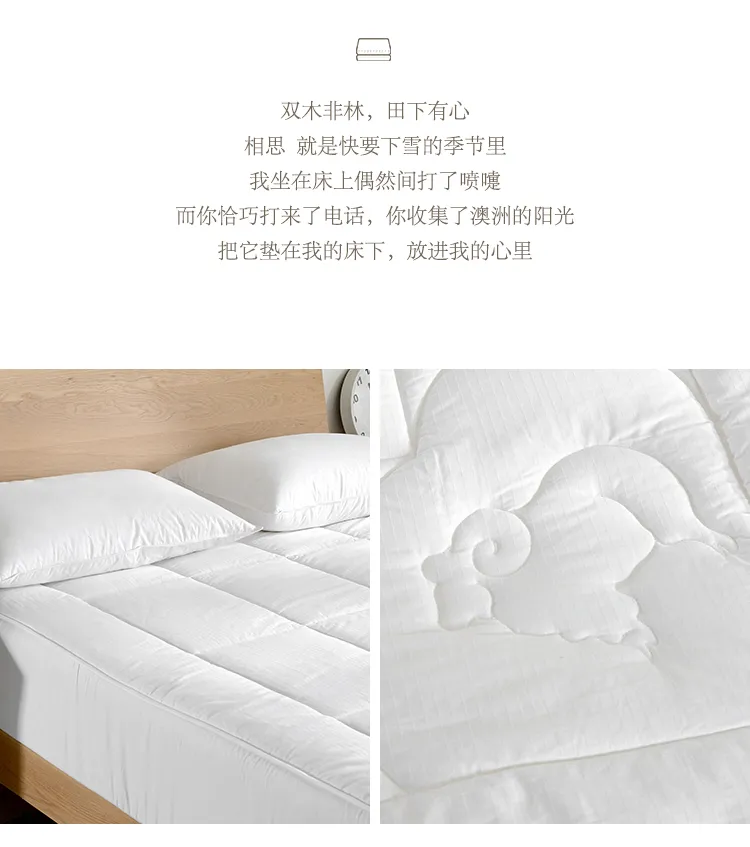 双木非林，田下有心
相思 就是快要下雪的季节里
我坐在床上偶然间打了喷嚏
而你恰巧打来了电话，你收集了澳洲的阳光
把它垫在我的床下，放进我的心里